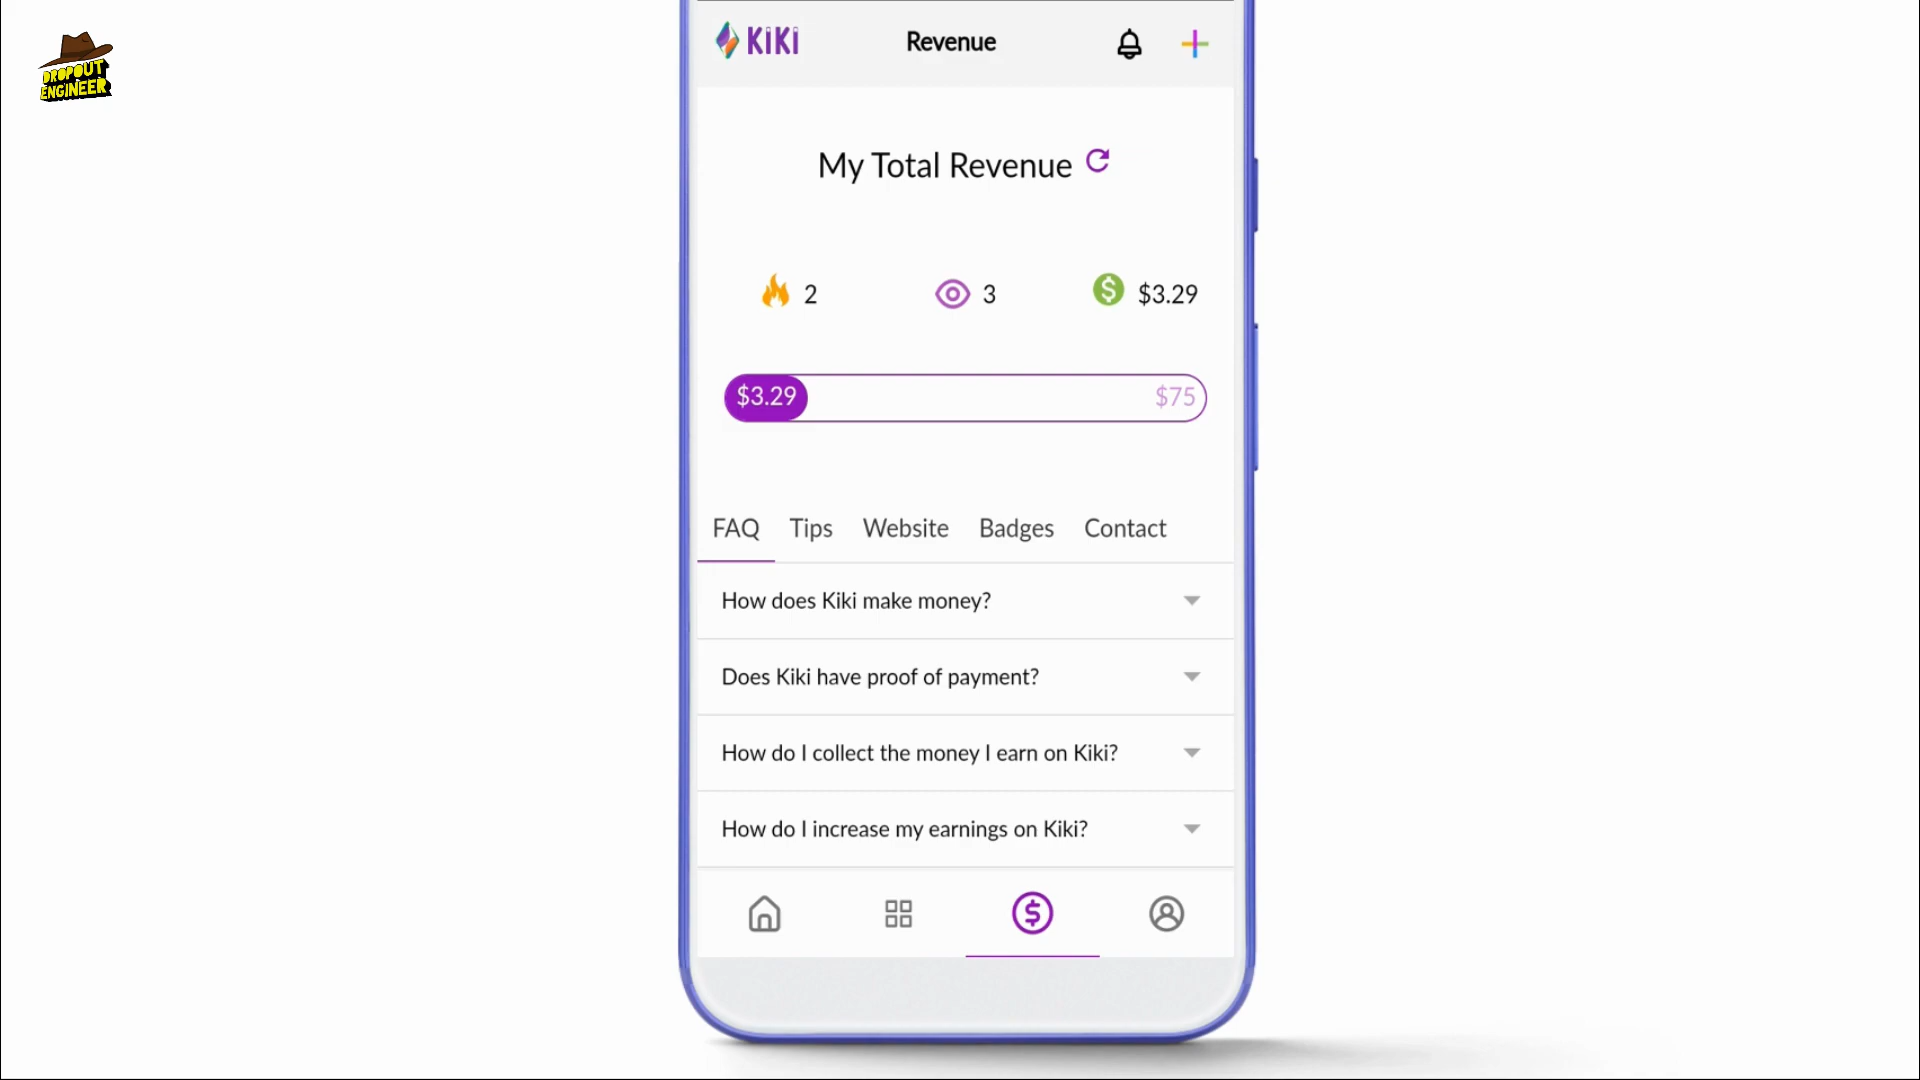 DROPOUT
ENGINEER
KiKi
Revenue
My Total Revenue
2
3
$3.29
$3.29
$75
FAQ
Tips
Website
Badges
Contact
How does Kiki make money?
Does Kiki have proof of payment?
How do I collect the money I earn on Kiki?
How do I increase my earnings on Kiki?